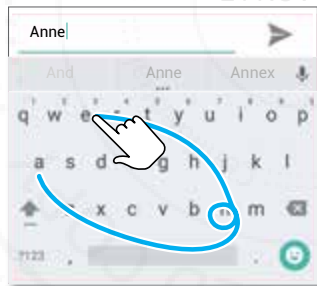 Anne
And Anne Annex
q w e t y u i o p
a s d g h j k l
x c v b n m
?123 , .